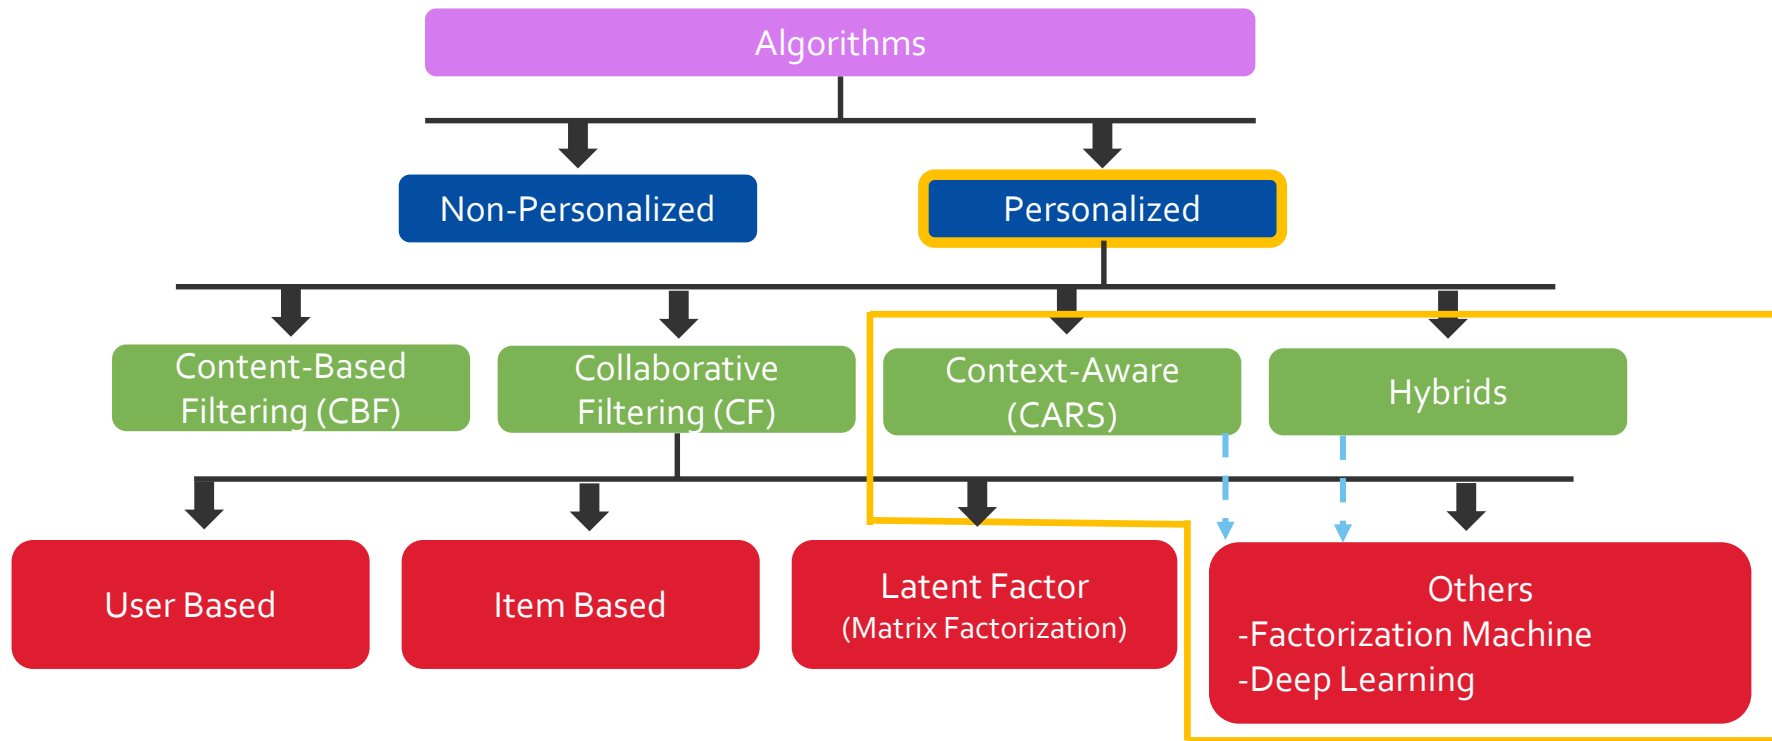 Algorithms
Non-Personalized
Personalized
Content-Based
Filtering (CBF)
Collaborative
Filtering (CF)
Context-Aware
(CARS)
Hybrids
User Based
Item Based
Latent Factor
(Matrix Factorization)
Others
-Factorization Machine
-Deep Learning